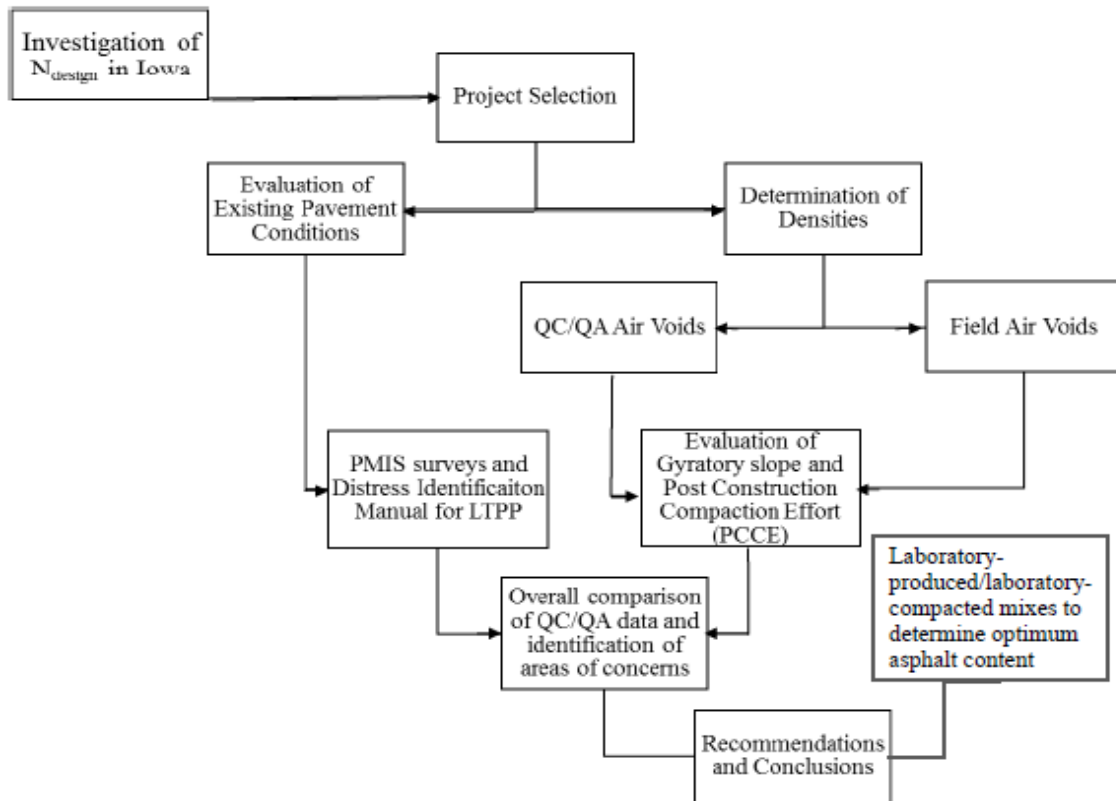 Investigation of
N_design in Iowa
Project Selection
Evaluation of
Existing Pavement
Conditions
Determination of
Densities
QC/QA Air Voids
Field Air Voids
PMIS surveys and
Distress Identificaiton
Manual for LTPP
Evaluation of
Gyratory slope and
Post Construction
Compaction Effort
(PCCE)
Laboratory-
produced/laboratory-
compacted mixes to
determine optimum
asphalt content
Overall comparison
of QC/QA data and
identification of
areas of concerns
Recommendations
and Conclusions